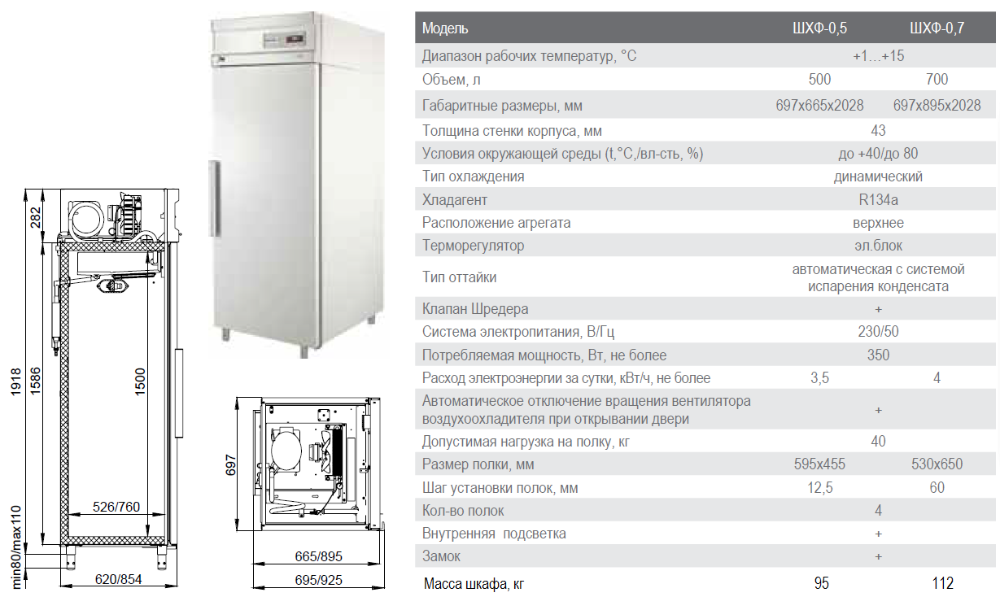 Модель ШХФ-0,5 ШХФ-0,7
Диапазон рабочих температур, °С +1…+15
Объем, л 500 700
Габаритные размеры, мм 697х665х2028 697х895х2028
Толщина стенки корпуса, мм 43
Условия окружающей среды (t,°С,/вл-сть, %) до +40/до 80
Тип охлаждения динамический
Хладагент R134a
Расположение агрегата верхнее
Терморегулятор эл.блок
Тип оттайки автоматическая с системой
испарения конденсата
Клапан Шредера +
Система электропитания, В/Гц 230/50
Потребляемая мощность, Вт, не более 350
Расход электроэнергии за сутки, кВт/ч, не более 3,5 4
Автоматическое отключение вращения вентилятора
воздухоохладителя при открывании двери +
Допустимая нагрузка на полку, кг 40
Размер полки, мм 595х455 530х650
Шаг установки полок, мм 12,5 60
Кол-во полок 4
Внутренняя подсветка +
Замок +
Масса шкафа, кг 95 112
282
1918
1586
1500
526/760
min80/max110
620/854
697
665/895
695/925